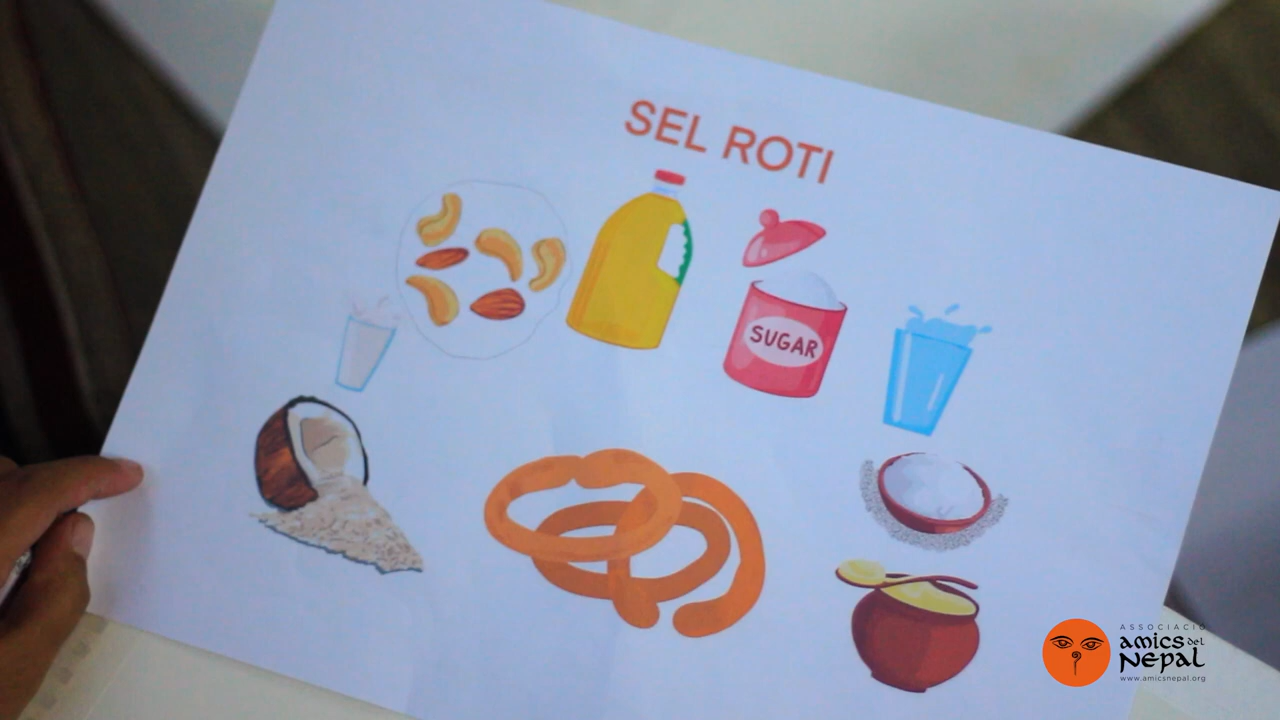 SEL ROTI
SUGAR
ASSOCIACIÓ
amics del
Nepal
www.amicsnepal.org